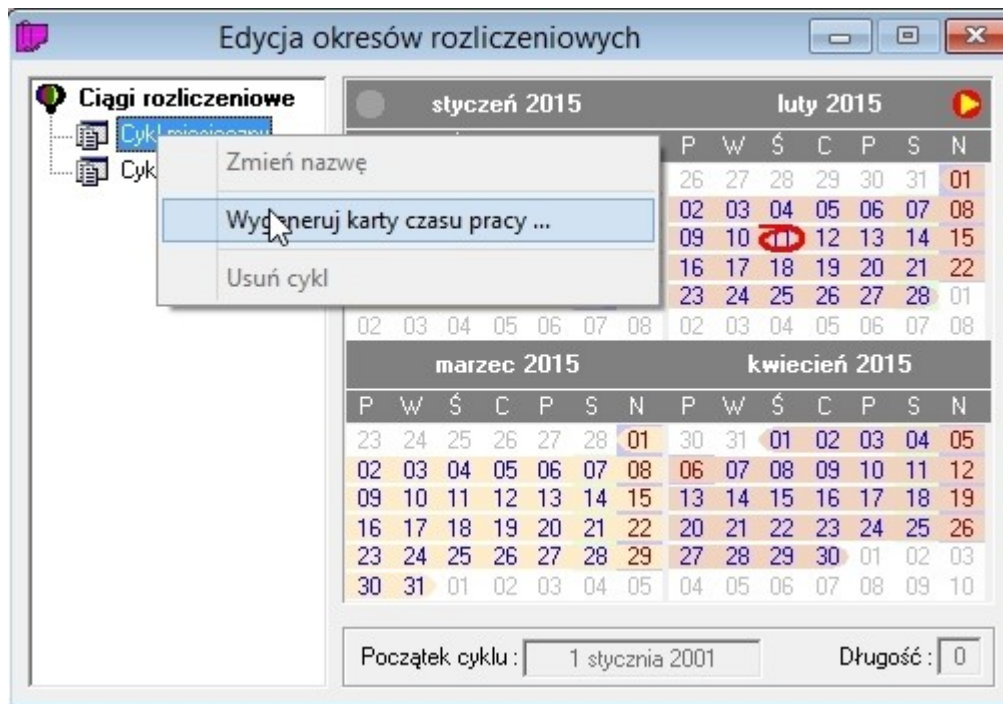 Edycja okresów rozliczeniowych
Ciągi rozliczeniowe
Cykl miesięczny
Cyk
Zmień nazwę
Wygeneruj karty czasu pracy ...
Usuń cykl
styczeń 2015 luty 2015
P W Ś C P S N
26 27 28 29 30 31 01
02 03 04 05 06 07 08
09 10 11 12 13 14 15
16 17 18 19 20 21 22
23 24 25 26 27 28 01
02 03 04 05 06 07 08 02 03 04 05 06 07 08
marzec 2015 kwiecień 2015
P W Ś C P S N P W Ś C P S N
23 24 25 26 27 28 01 30 31 01 02 03 04 05
02 03 04 05 06 07 08 06 07 08 09 10 11 12
09 10 11 12 13 14 15 13 14 15 16 17 18 19
16 17 18 19 20 21 22 20 21 22 23 24 25 26
23 24 25 26 27 28 29 27 28 29 30 01 02 03
30 31 01 02 03 04 05 04 05 06 07 08 09 10
Początek cyklu : 1 stycznia 2001 Długość : 0